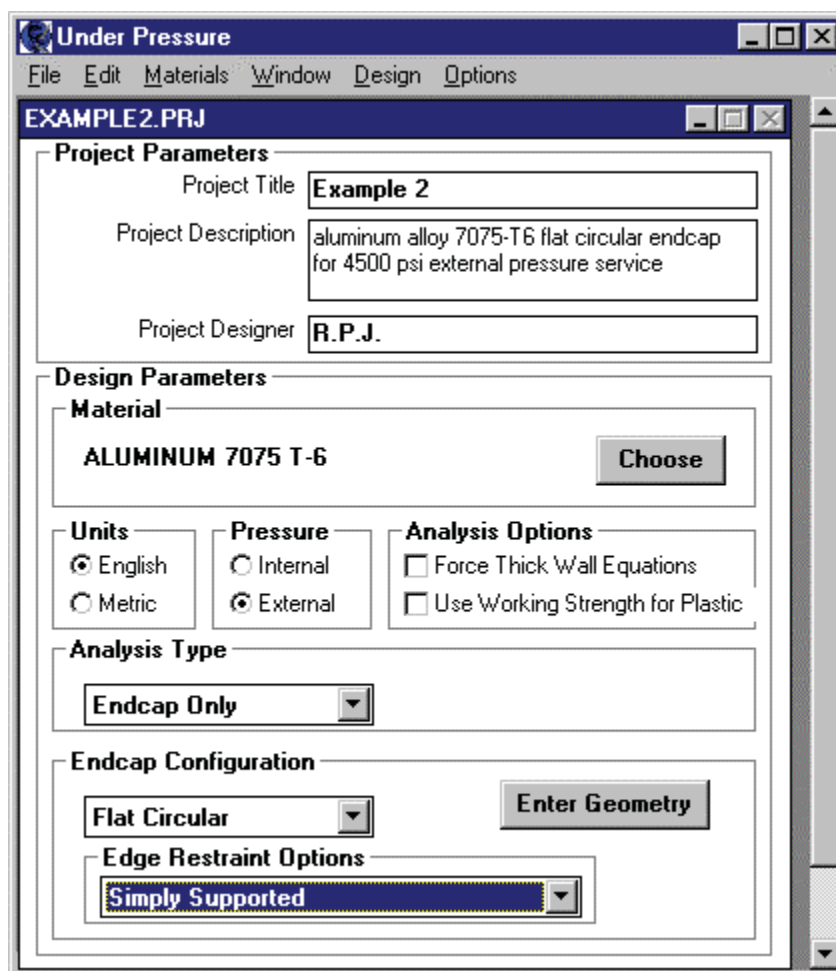 Under Pressure
File Edit Materials Window Design Options
EXAMPLE2.PRJ
Project Parameters
Project Title Example 2
Project Description aluminum alloy 7075-T6 flat circular endcap
for 4500 psi external pressure service
Project Designer R.P.J.
Design Parameters
Material
ALUMINUM 7075 T-6 Choose
Units Pressure Analysis Options
English Internal Force Thick Wall Equations
Metric External Use Working Strength for Plastic
Analysis Type
Endcap Only
Endcap Configuration
Flat Circular Enter Geometry
Edge Restraint Options
Simply Supported